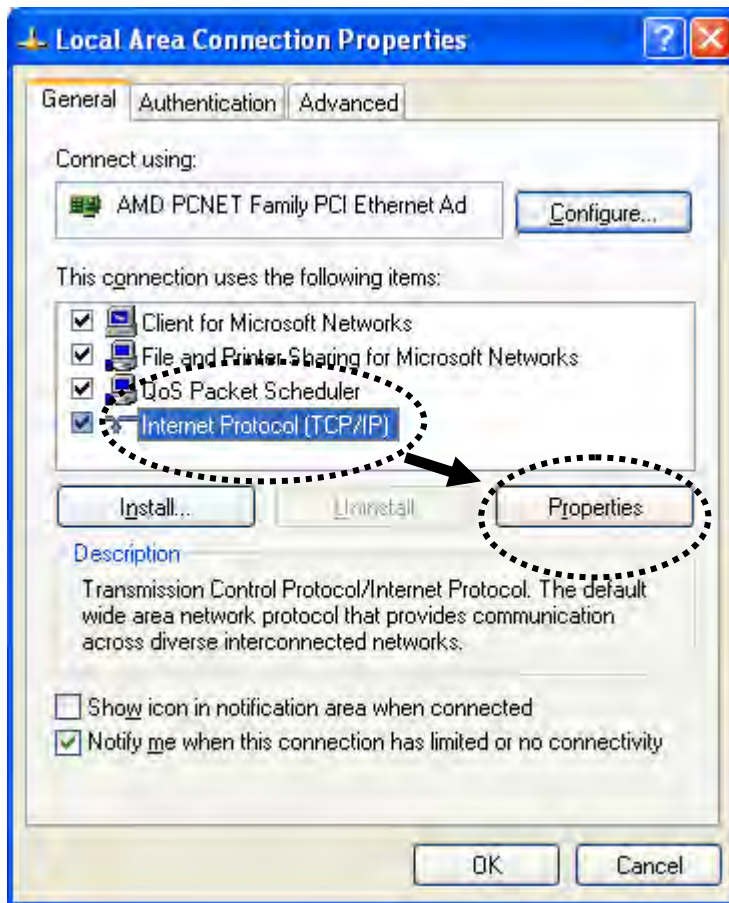 Local Area Connection Properties
General Authentication Advanced
Connect using:
AMD PCNET Family PCI Ethernet Ad
Configure...
This connection uses the following items:
Client for Microsoft Networks
File and Printer Sharing for Microsoft Networks
QoS Packet Scheduler
Internet Protocol (TCP/IP)
Install... Uninstall Properties
Description
Transmission Control Protocol/Internet Protocol. The default
wide area network protocol that provides communication
across diverse interconnected networks.
Show icon in notification area when connected
Notify me when this connection has limited or no connectivity
OK Cancel